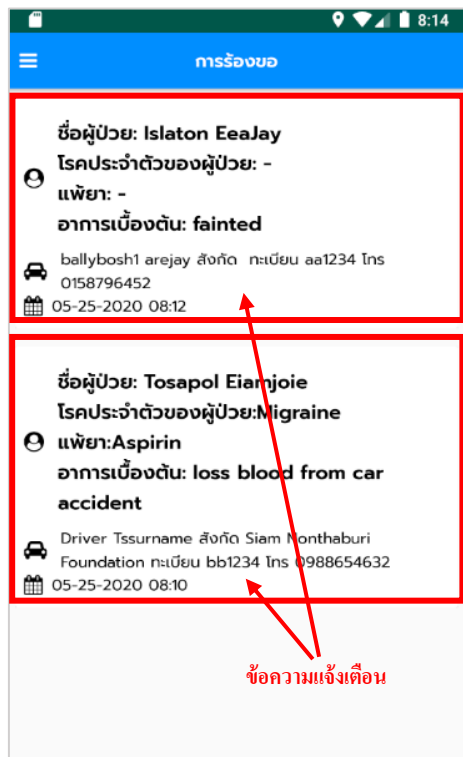 8:14
การร้องขอ
ชื่อผู้ป่วย: Islaton EeaJay
โรคประจำตัวของผู้ป่วย: -
แพ้ยา: -
อาการเบื้องต้น: fainted
ballybosh1 arejay สังกัด ทะเบียน aa1234 โทร
0158796452
05-25-2020 08:12
ชื่อผู้ป่วย: Tosapol Eiamjoie
โรคประจำตัวของผู้ป่วย:Migraine
แพ้ยา:Aspirin
อาการเบื้องต้น: loss blood from car
accident
Driver Tssurname สังกัด Siam Nonthaburi
Foundation ทะเบียน bb1234 โทร 0988654632
05-25-2020 08:10
ข้อความแจ้งเตือน